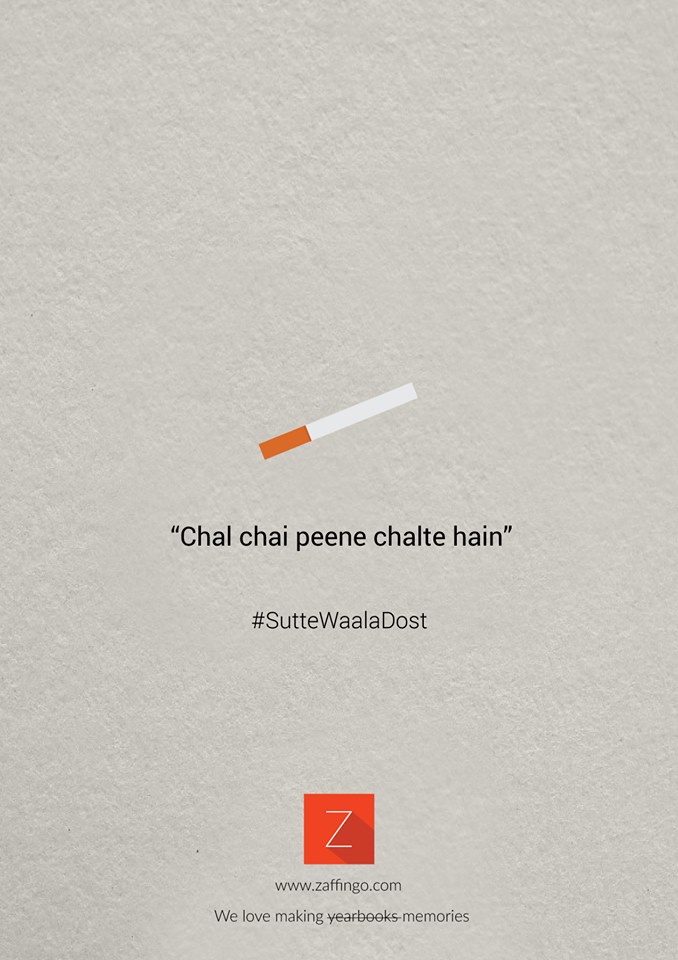 “Chal chai peene chalte hain”
#SutteWaalaDost
Z
www.zaffingo.com
We love making yearbooks memories